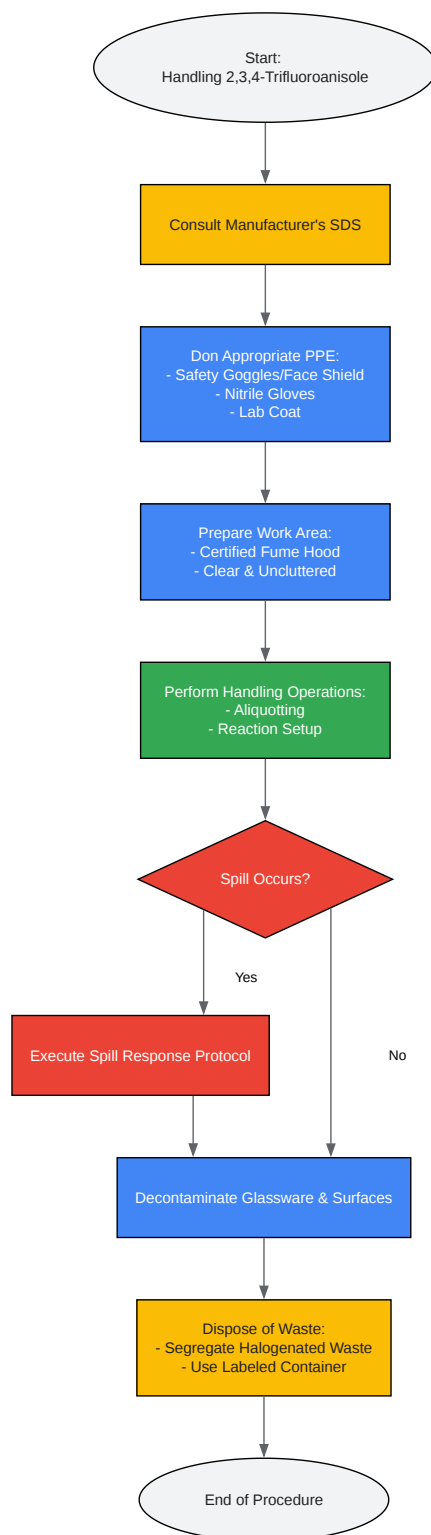 Start:
Handling 2,3,4-Trifluoroanisole
Consult Manufacturer's SDS
Don Appropriate PPE:
- Safety Goggles/Face Shield
- Nitrile Gloves
- Lab Coat
Prepare Work Area:
- Certified Fume Hood
- Clear & Uncluttered
Perform Handling Operations:
- Aliquotting
- Reaction Setup
Spill Occurs?
Yes
Execute Spill Response Protocol
No
Decontaminate Glassware & Surfaces
Dispose of Waste:
- Segregate Halogenated Waste
- Use Labeled Container
End of Procedure